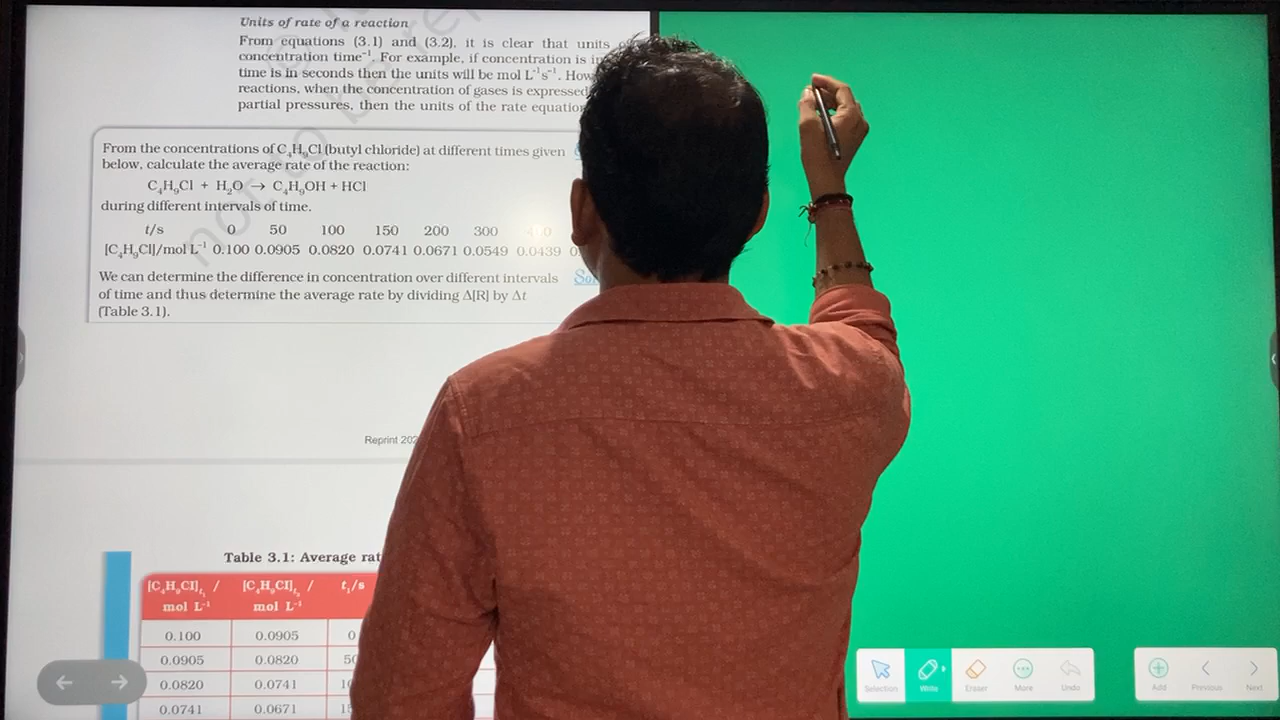 Units of rate of a reaction
From equations (3.1) and (3.2), it is clear that units
concentration time⁻¹. For example, if concentration is in
time is in seconds then the units will be mol L⁻¹s⁻¹.
reactions, when the concentration of gases is expressed
partial pressures, then the units of the rate
From the concentrations of C₄H₉Cl (butyl chloride) at different times given
below, calculate the average rate of the reaction:
C₄H₉Cl + H₂O → C₄H₉OH + HCl
during different intervals of time.
t/s 0 50 100 150 200 300
[C₄H₉Cl]/mol L⁻¹ 0.100 0.0905 0.0820 0.0741 0.0671 0.0549 0.0439
We can determine the difference in concentration over different intervals
of time and thus determine the average rate by dividing Δ[R] by Δt
(Table 3.1).
Reprint
Table 3.1: Average
[C₄H₉Cl]ₜ₁ / [C₄H₉Cl]ₜ₂ / t₁/s
mol L⁻¹ mol L⁻¹
0.100 0.0905 0
0.0905 0.0820
0.0820 0.0741
0.0741 0.0671
Selection Write Eraser More Undo Add Previous Next